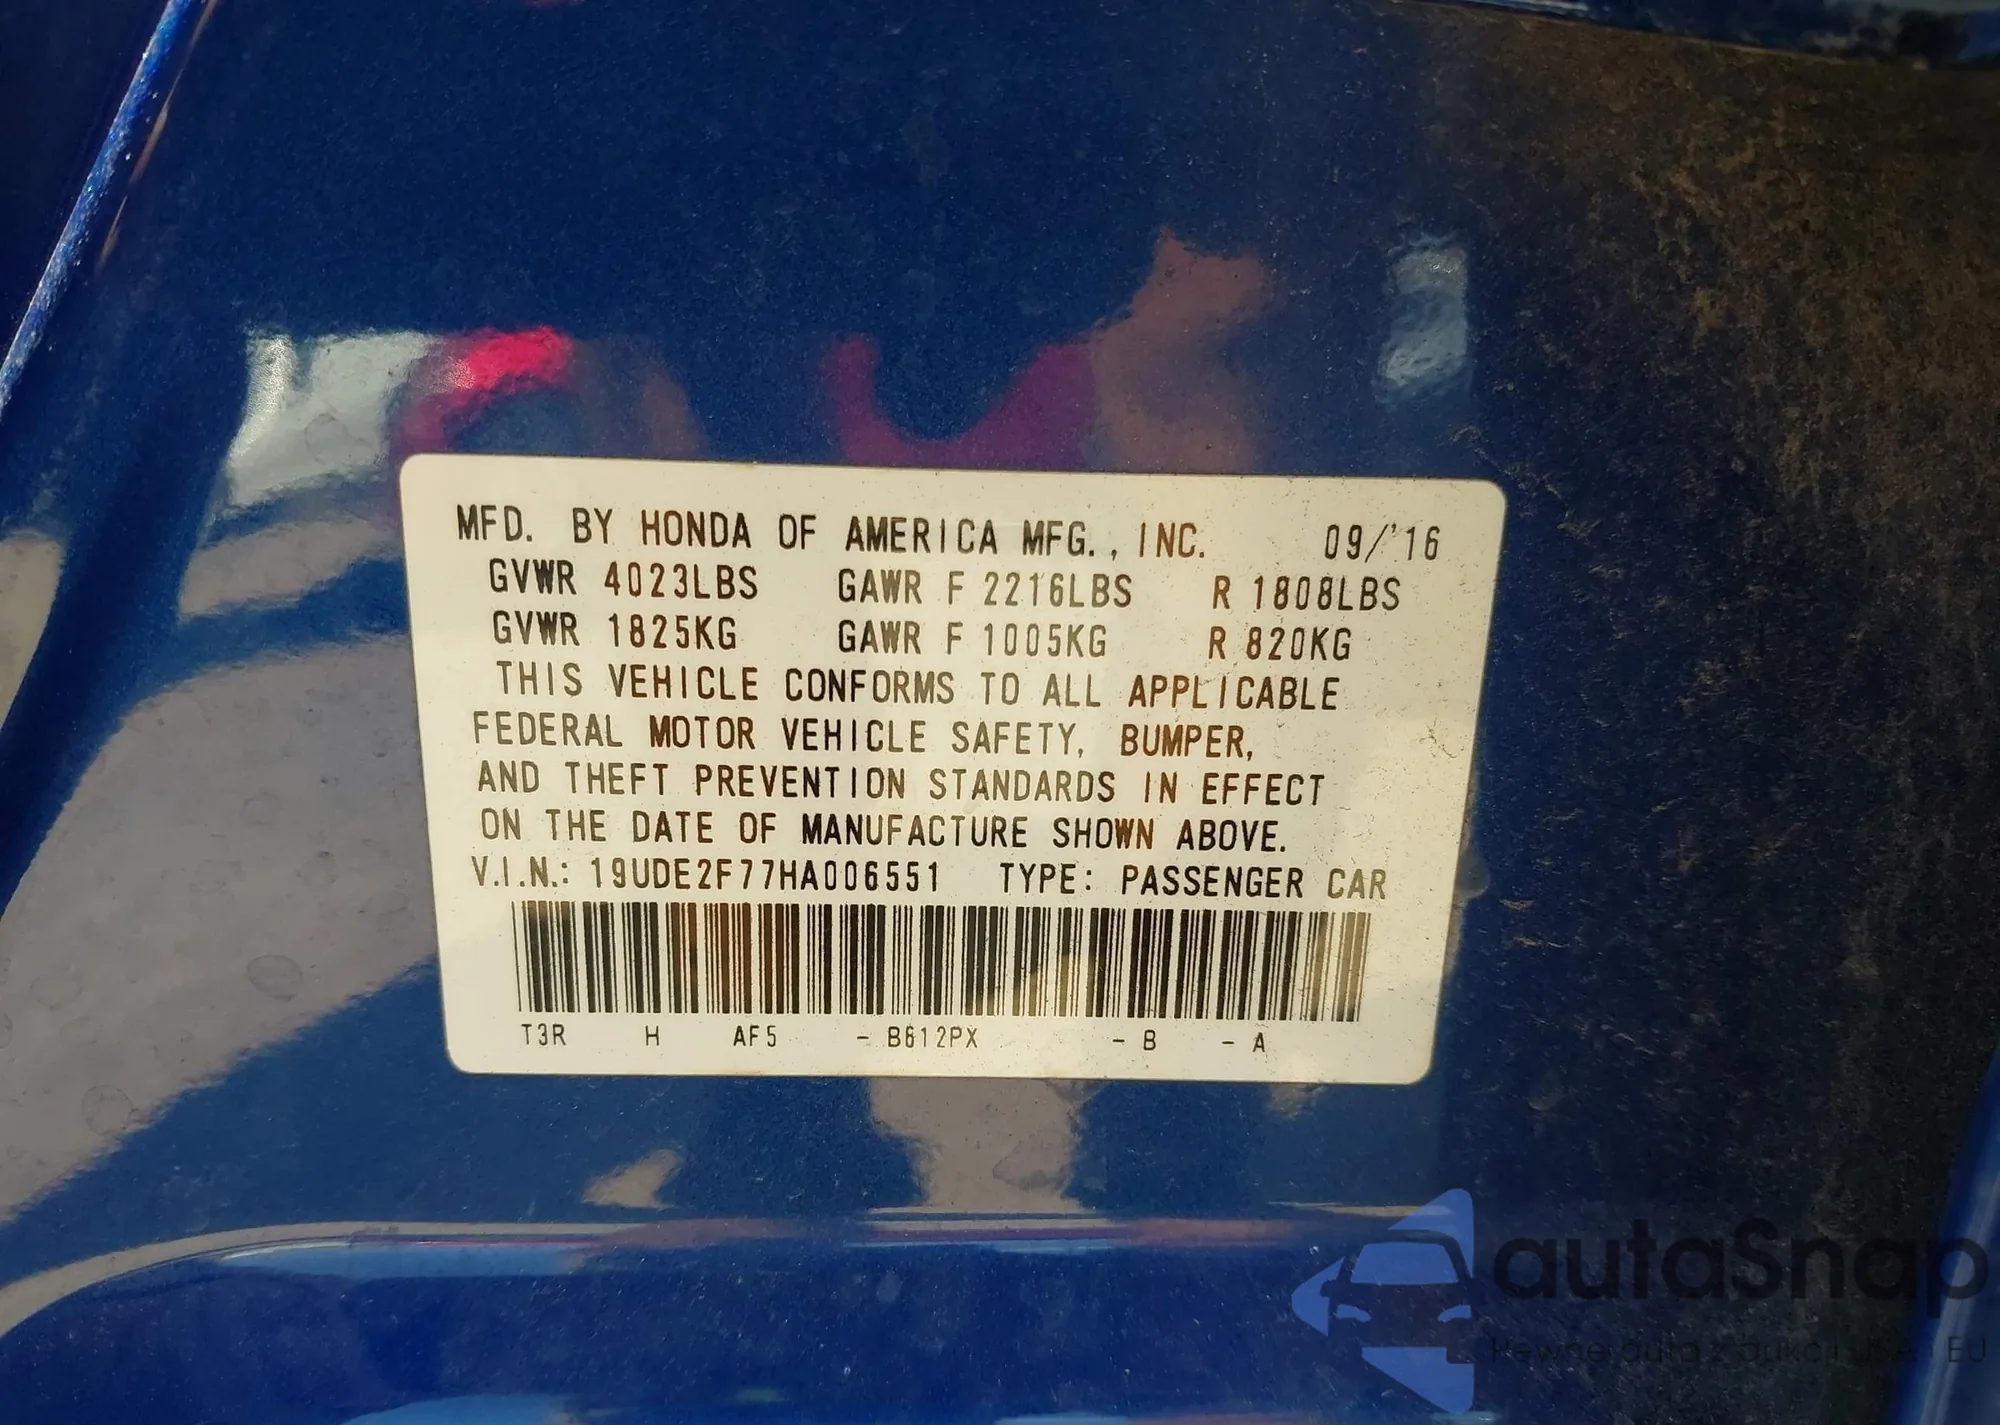 MFD. BY HONDA OF AMERICA MFG., INC. 09/'16
GVWR 4023LBS GAWR F 2216LBS R 1808LBS
GVWR 1825KG GAWR F 1005KG R 820KG
THIS VEHICLE CONFORMS TO ALL APPLICABLE
FEDERAL MOTOR VEHICLE SAFETY, BUMPER,
AND THEFT PREVENTION STANDARDS IN EFFECT
ON THE DATE OF MANUFACTURE SHOWN ABOVE.
V.I.N.: 19UDE2F77HA006551 TYPE: PASSENGER CAR
T3R H AF5 - B612PX - B - A
autaSnap
auta z EU